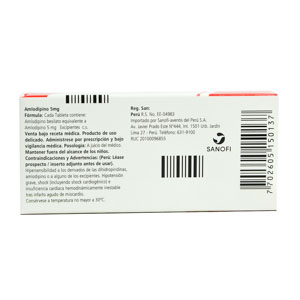 Amlodipino 5mg
Fórmula: Cada Tableta contiene:
Amlodipino besilato equivalente a
Amlodipino 5 mg Excipientes c.s.
Venta bajo receta médica. Producto de uso
delicado. Adminístrese por prescripción y bajo
vigilancia médica. Posología: A juicio del médico.
Mantener fuera del alcance de los niños.
Contraindicaciones y Advertencias: (Perú: Léase
prospecto / inserto adjunto antes de usar).
Hipersensibilidad a los derivados de las dihidropiridinas,
amlodipino o a alguno de los excipientes. Hipotensión
grave, shock (incluyendo shock cardiogénico) e
insuficiencia cardiaca hemodinámicamente inestable
tras infarto agudo de miocardio.
Consérvese a temperatura no mayor a 30°C.
Reg. San:
Perú R.S. No. EE-04983
Importado por Sanofi-aventis del Perú S.A.
Av. Javier Prado Este N°444, Int. 1501 Urb. Jardín
Lima 27 - Perú Teléfono: 631-8100
RUC 20100096855
SANOFI
7702605150137